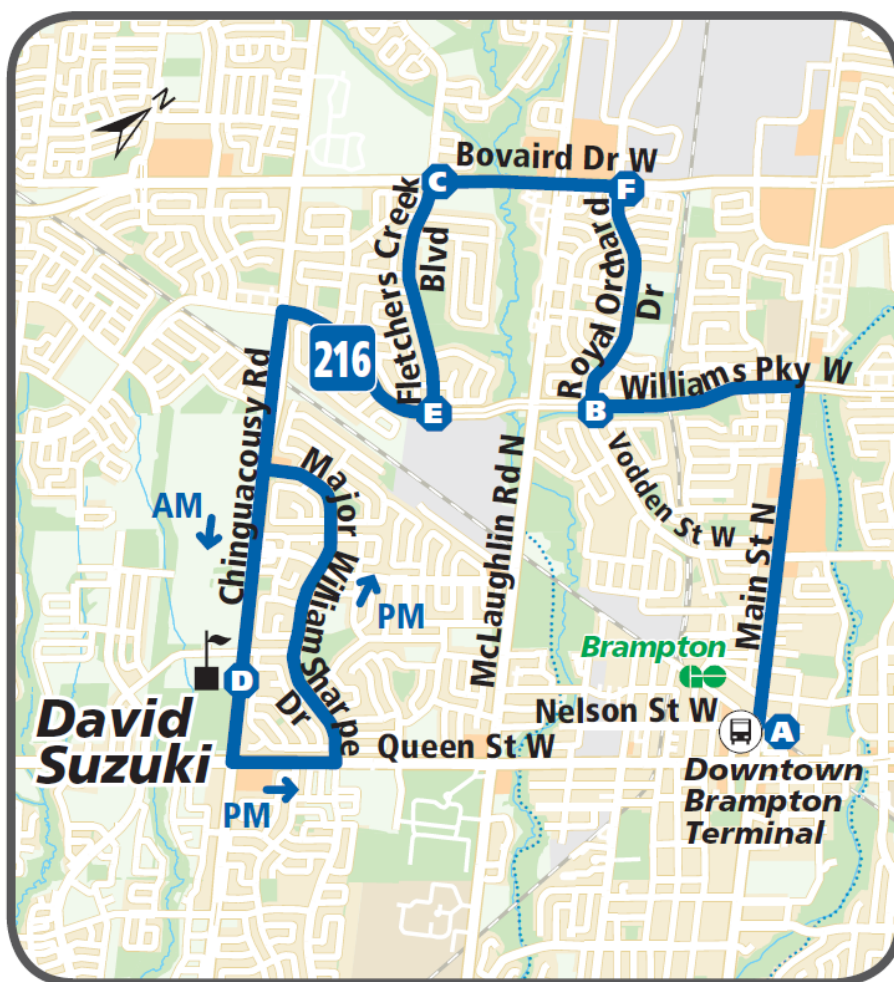 N
Bovaird Dr W
C
F
Fletchers Creek
Blvd
Royal Orchard
Dr
216
Williams Pky W
E
B
Chinguacousy Rd
Major William Sharpe
Dr
McLaughlin Rd N
Vodden St W
Main St N
AM
PM
Brampton
GO
D
David
Suzuki
Nelson St W
A
Queen St W
Downtown
Brampton
Terminal
PM